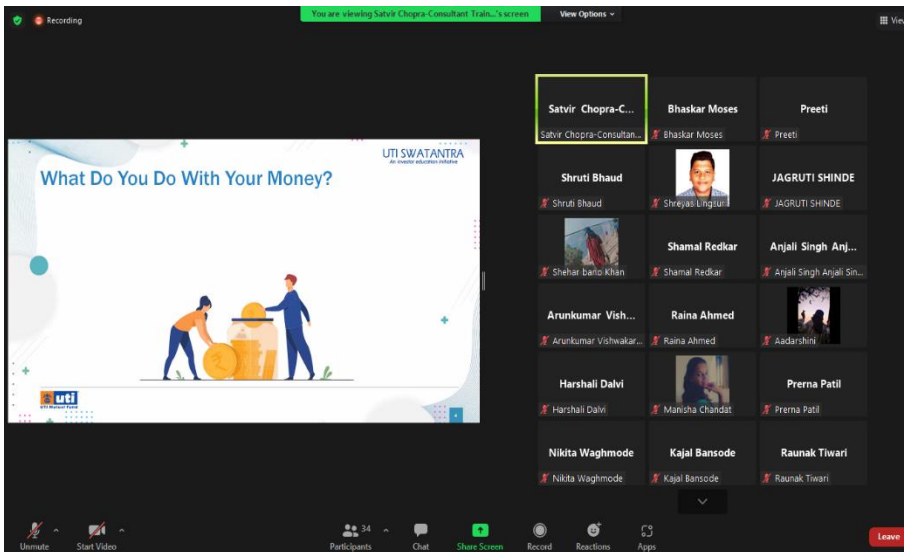 Recording
You are viewing Satvir Chopra-Consultant Train...'s screen
View Options
View
UTI SWATANTRA
An investor education initiative
What Do You Do With Your Money?
uti
UTI Mutual Fund
4
Satvir Chopra-C...
Satvir Chopra-Consultan...
Bhaskar Moses
Bhaskar Moses
Preeti
Preeti
Shruti Bhaud
Shruti Bhaud
Shreyas Lingsur
JAGRUTI SHINDE
JAGRUTI SHINDE
Shehar bano Khan
Shamal Redkar
Shamal Redkar
Anjali Singh Anj...
Anjali Singh Anjali Sin...
Arunkumar Vish...
Arunkumar Vishwakar...
Raina Ahmed
Raina Ahmed
Aadarshini
Harshali Dalvi
Harshali Dalvi
Manisha Chandat
Prerna Patil
Prerna Patil
Nikita Waghmode
Nikita Waghmode
Kajal Bansode
Kajal Bansode
Raunak Tiwari
Raunak Tiwari
Unmute
Start Video
34
Participants
Chat
Share Screen
Record
Reactions
Apps
Leave